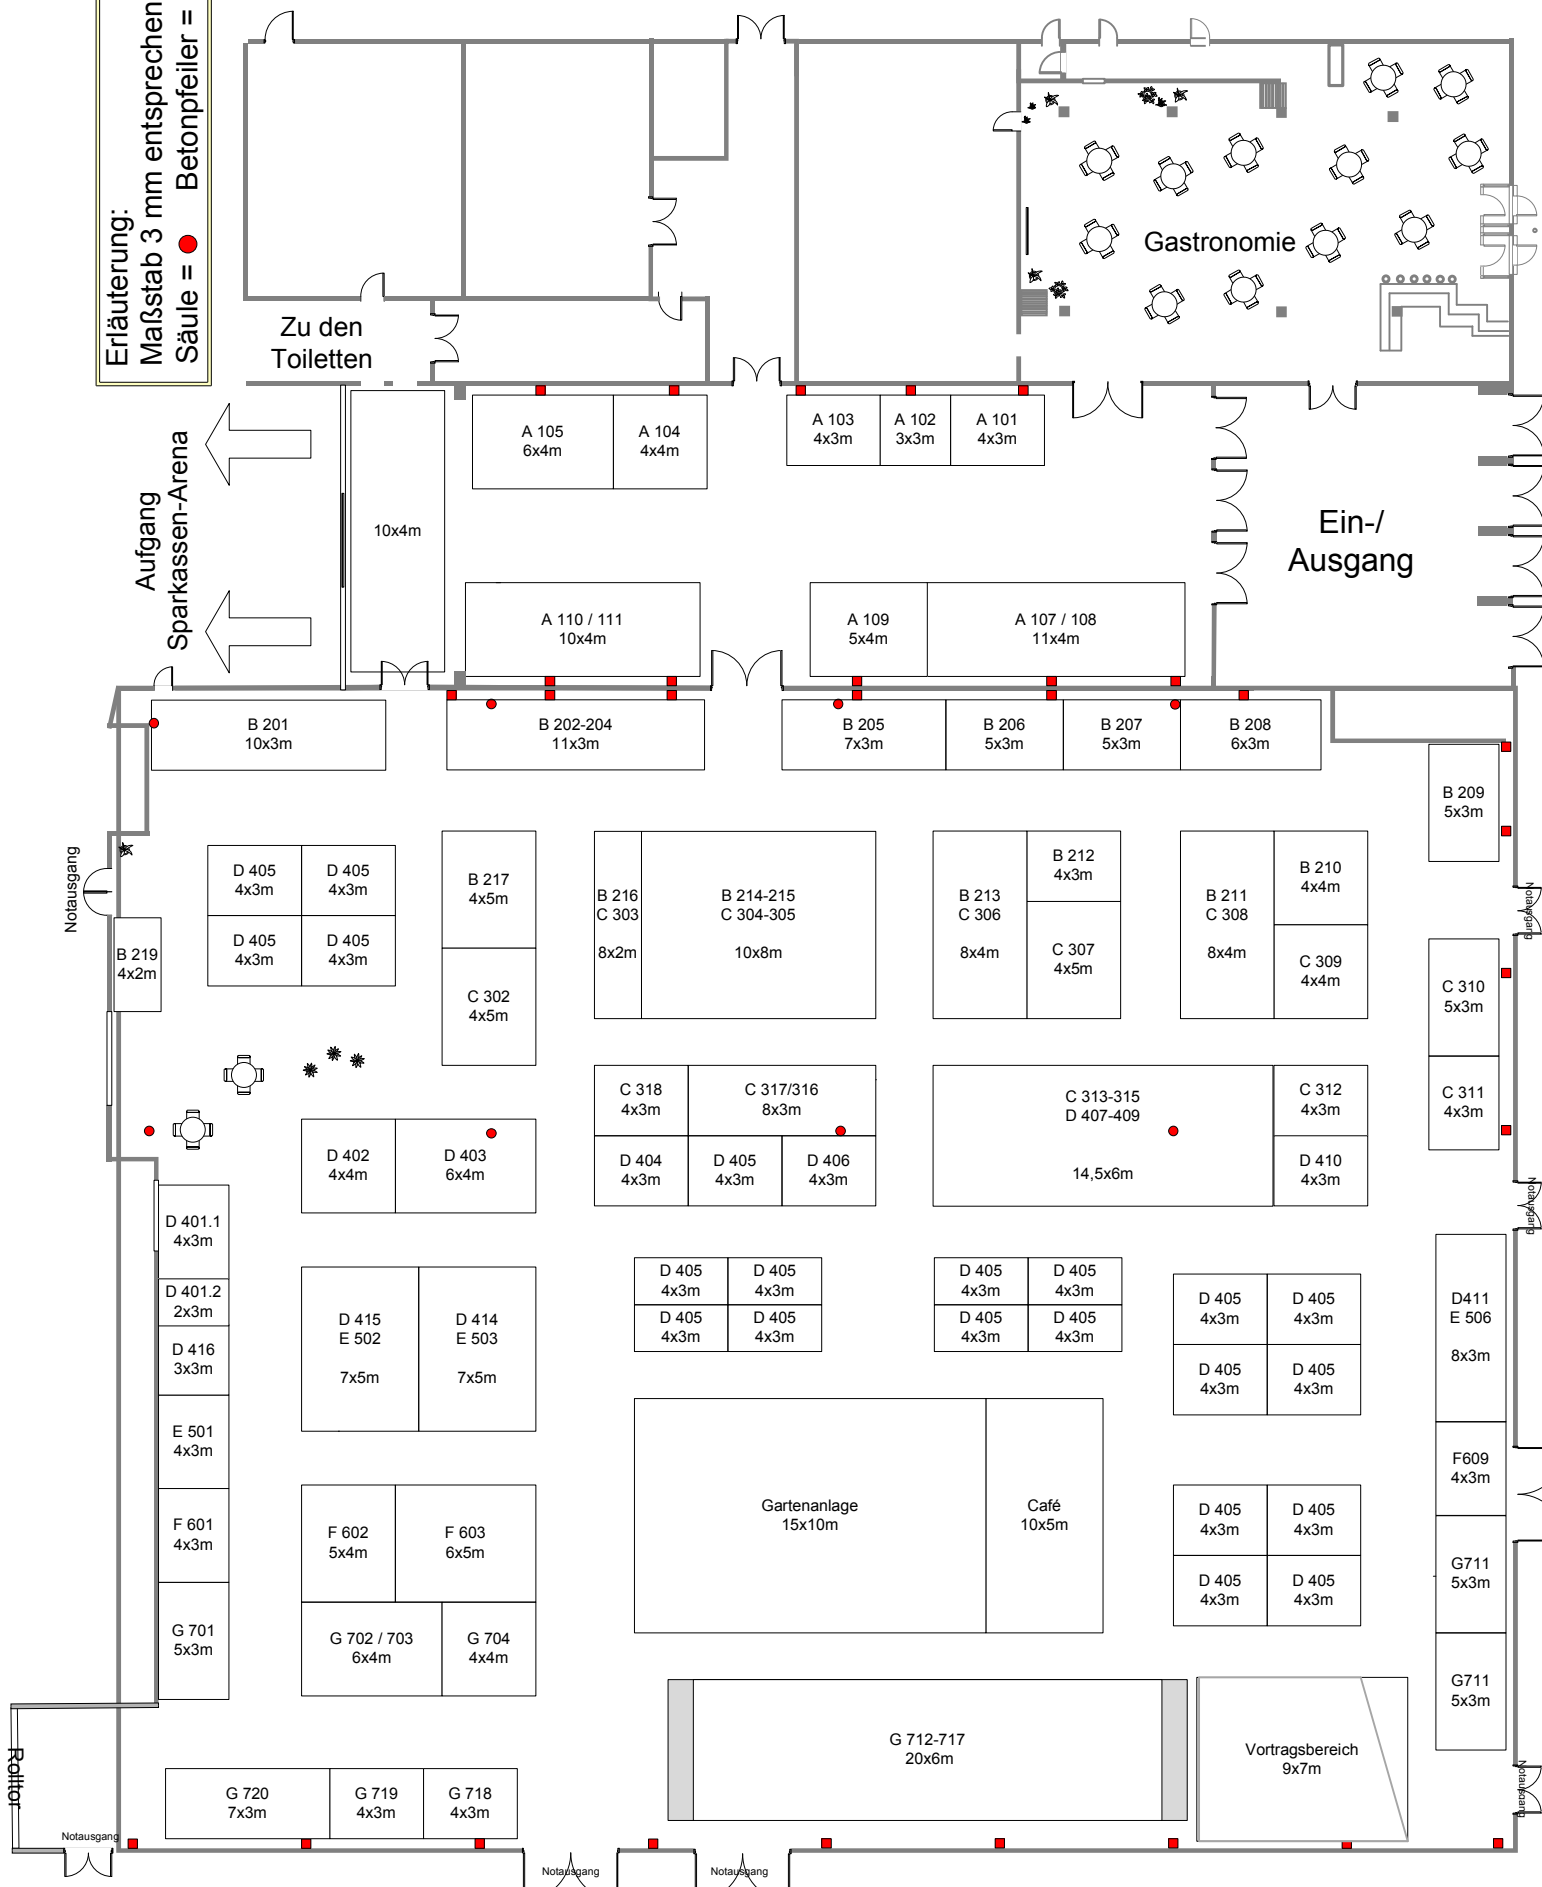 Erläuterung:
Maßstab 3 mm entsprechen
Säule = Betonpfeiler =
Gastronomie
Zu den
Toiletten
Aufgang
Sparkassen-Arena
10x4m
A 105
6x4m
A 104
4x4m
A 103
4x3m
A 102
3x3m
A 101
4x3m
Ein-/
Ausgang
A 110 / 111
10x4m
A 109
5x4m
A 107 / 108
11x4m
B 201
10x3m
B 202-204
11x3m
B 205
7x3m
B 206
5x3m
B 207
5x3m
B 208
6x3m
B 209
5x3m
Notausgang
D 405
4x3m
D 405
4x3m
D 405
4x3m
D 405
4x3m
B 219
4x2m
B 217
4x5m
C 302
4x5m
B 216
C 303
8x2m
B 214-215
C 304-305
10x8m
B 213
C 306
8x4m
B 212
4x3m
C 307
4x5m
B 211
C 308
8x4m
B 210
4x4m
C 309
4x4m
Notausgang
C 310
5x3m
C 311
4x3m
C 318
4x3m
C 317/316
8x3m
C 313-315
D 407-409
14,5x6m
C 312
4x3m
D 402
4x4m
D 403
6x4m
D 404
4x3m
D 405
4x3m
D 406
4x3m
D 410
4x3m
Notausgang
D 401.1
4x3m
D 401.2
2x3m
D 416
3x3m
E 501
4x3m
F 601
4x3m
G 701
5x3m
D 415
E 502
7x5m
D 414
E 503
7x5m
D 405
4x3m
D 405
4x3m
D 405
4x3m
D 405
4x3m
D 405
4x3m
D 405
4x3m
D 405
4x3m
D 405
4x3m
D 405
4x3m
D 405
4x3m
D 405
4x3m
D 405
4x3m
D411
E 506
8x3m
F609
4x3m
G711
5x3m
G711
5x3m
F 602
5x4m
F 603
6x5m
G 702 / 703
6x4m
G 704
4x4m
Gartenanlage
15x10m
Café
10x5m
D 405
4x3m
D 405
4x3m
D 405
4x3m
D 405
4x3m
G 712-717
20x6m
Vortragsbereich
9x7m
Notausgang
Rolltor
G 720
7x3m
G 719
4x3m
G 718
4x3m
Notausgang
Notausgang
Notausgang